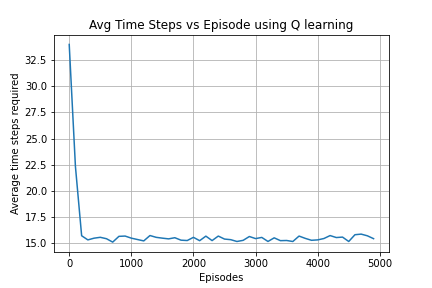 Avg Time Steps vs Episode using Q learning
Average time steps required
32.5
30.0
27.5
25.0
22.5
20.0
17.5
15.0
0 1000 2000 3000 4000 5000
Episodes